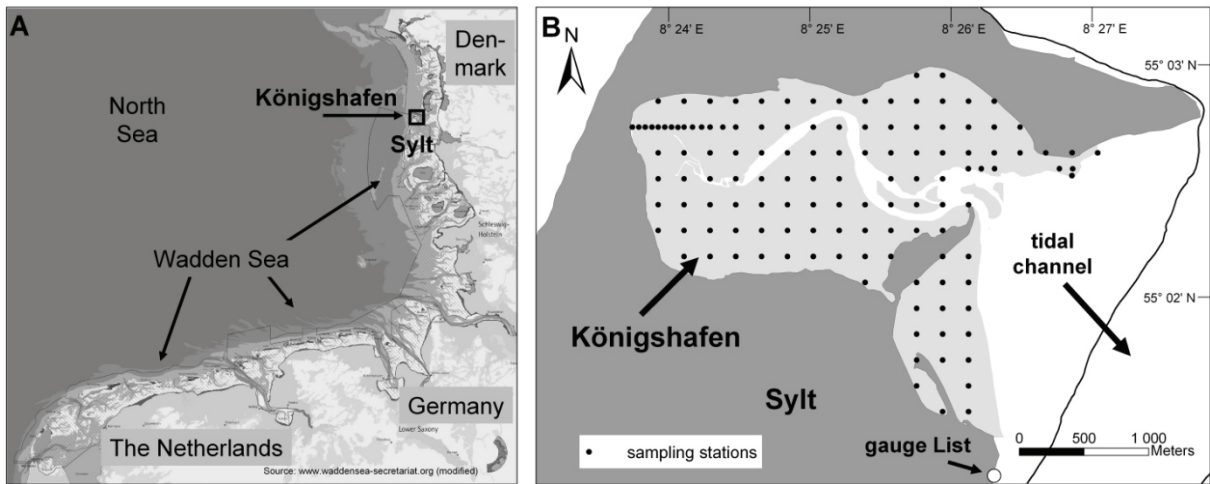 A
Den-
mark
Königshafen
North
Sea
Sylt
Wadden Sea
Schleswig-
Holstein
Germany
Lower Saxony
The Netherlands
Source: www.waddensea-secretariat.org (modified)
B
N
8° 24'
8° 25'
8° 26'
8° 27'
55° 03' N
tidal
channel
55° 02' N
Königshafen
Sylt
sampling stations
gauge List
0 500 1 000
Meters